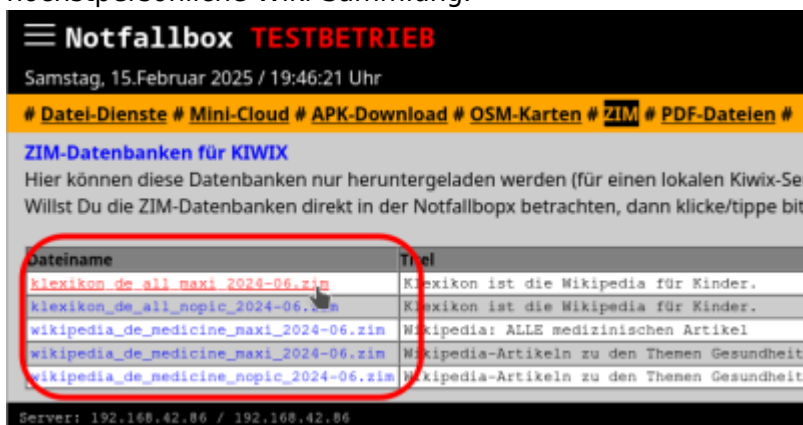 ☰ Notfallbox TESTBETRIEB
Samstag, 15.Februar 2025 / 19:46:21 Uhr
# Datei-Dienste # Mini-Cloud # APK-Download # OSM-Karten # ZIM # PDF-Dateien #
ZIM-Datenbanken für KIWIX
Hier können diese Datenbanken nur heruntergeladen werden (für einen lokalen Kiwix-Se
Willst Du die ZIM-Datenbanken direkt in der Notfallbopx betrachten, dann klicke/tippe bit
Dateiname Titel
klexikon_de_all_maxi_2024-06.zim Klexikon ist die Wikipedia für Kinder.
klexikon_de_all_nopic_2024-06.zim Klexikon ist die Wikipedia für Kinder.
wikipedia_de_medicine_maxi_2024-06.zim Wikipedia: ALLE medizinischen Artikel
wikipedia_de_medicine_maxi_2024-06.zim Wikipedia-Artikeln zu den Themen Gesundheit
wikipedia_de_medicine_nopic_2024-06.zim Wikipedia-Artikeln zu den Themen Gesundheit
Server: 192.168.42.86 / 192.168.42.86